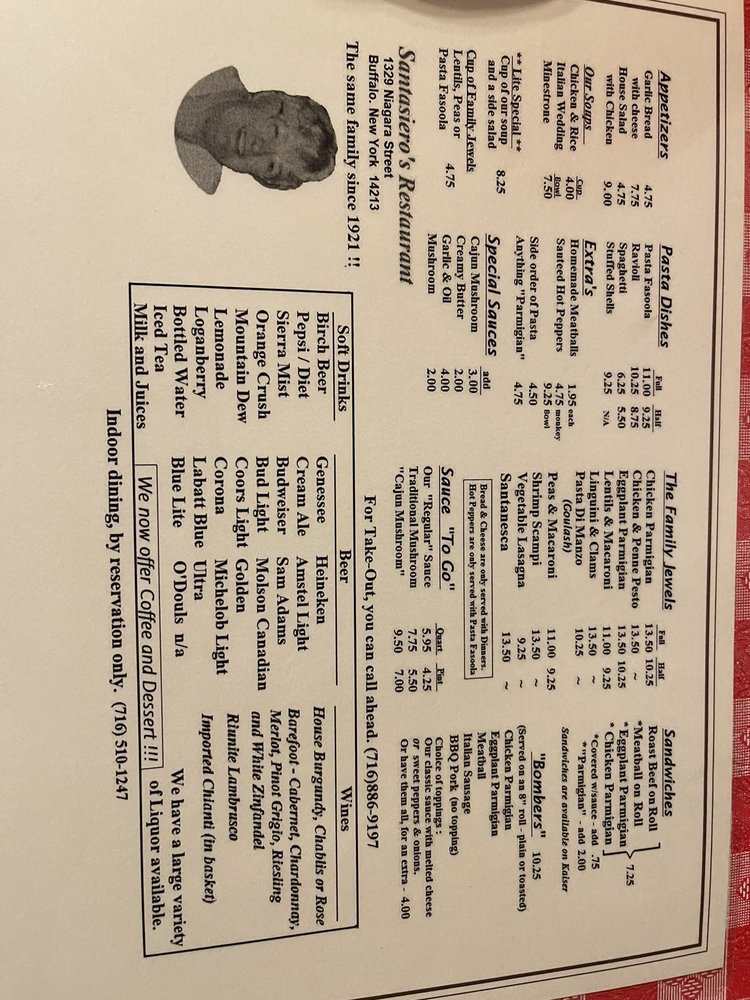 Appetizers
Garlic Bread 4.75
with cheese 7.75
House Salad 4.75
with Chicken 9.00
Our Soups
Cup
Chicken & Rice 4.00
Italian Wedding Bowl
Minestrone 7.50
** Lite Special **
Cup of our soup
and a side salad 8.25
Cup of Family Jewels
Lentils, Peas or
Pasta Fasoola 4.75
Pasta Dishes
Full Half
Pasta Fasoola 11.00 9.25
Ravioli 10.25 8.75
Spaghetti 6.25 5.50
Stuffed Shells 9.25 N/A
Extra's
Homemade Meatballs 1.95 each
Sauteed Hot Peppers 4.75 monkey
9.25 Bowl
Side order of Pasta 4.50
Anything "Parmigian" 4.75
Special Sauces
add
Cajun Mushroom 3.00
Creamy Butter 2.00
Garlic & Oil 4.00
Mushroom 2.00
The Family Jewels
Full Half
Chicken Parmigian 13.50 10.25
Chicken & Penne Pesto 13.50 ~
Eggplant Parmigian 13.50 10.25
Lentils & Macaroni 11.00 9.25
Linguini & Clams 13.50 ~
Pasta Di Manzo 10.25 ~
(Goulash)
Peas & Macaroni 11.00 9.25
Shrimp Scampi 13.50 ~
Vegetable Lasagna 9.25 ~
Santanesca 13.50 ~
Bread & Cheese are only served with Dinners.
Hot Peppers are only served with Pasta Fasoola
Sauce "To Go"
Quart Pint
Our "Regular" Sauce 5.95 4.25
Traditional Mushroom 7.75 5.50
"Cajun Mushroom" 9.50 7.00
Sandwiches
Roast Beef on Roll
*Meatball on Roll
*Eggplant Parmigian 7.25
* Chicken Parmigian
*Covered w/sauce - add .75
*"Parmigian" - add 2.00
Sandwiches are available on Kaiser
"Bombers" 10.25
(Served on an 8" roll - plain or toasted)
Chicken Parmigian
Eggplant Parmigian
Meatball
Italian Sausage
BBQ Pork (no topping)
Choice of toppings :
Our classic sauce with melted cheese
or sweet peppers & onions.
Or have them all, for an extra - 4.00
Santasiero's Restaurant
1329 Niagara Street
Buffalo. New York 14213
The same family since 1921 !!
For Take-Out, you can call ahead. (716)886-9197
Soft Drinks
Birch Beer
Pepsi / Diet
Sierra Mist
Orange Crush
Mountain Dew
Lemonade
Loganberry
Bottled Water
Iced Tea
Milk and Juices
Beer
Genessee Heineken
Cream Ale Amstel Light
Budweiser Sam Adams
Bud Light Molson Canadian
Coors Light Golden
Corona Michelob Light
Labatt Blue Ultra
Blue Lite O'Douls n/a
We now offer Coffee and Dessert !!!
Wines
House Burgundy, Chablis or Rose
Barefoot - Cabernet, Chardonnay,
Merlot, Pinot Grigio, Riesling
and White Zinfandel
Riunite Lambrusco
Imported Chianti (in basket)
We have a large variety
of Liquor available.
Indoor dining, by reservation only. (716) 510-1247